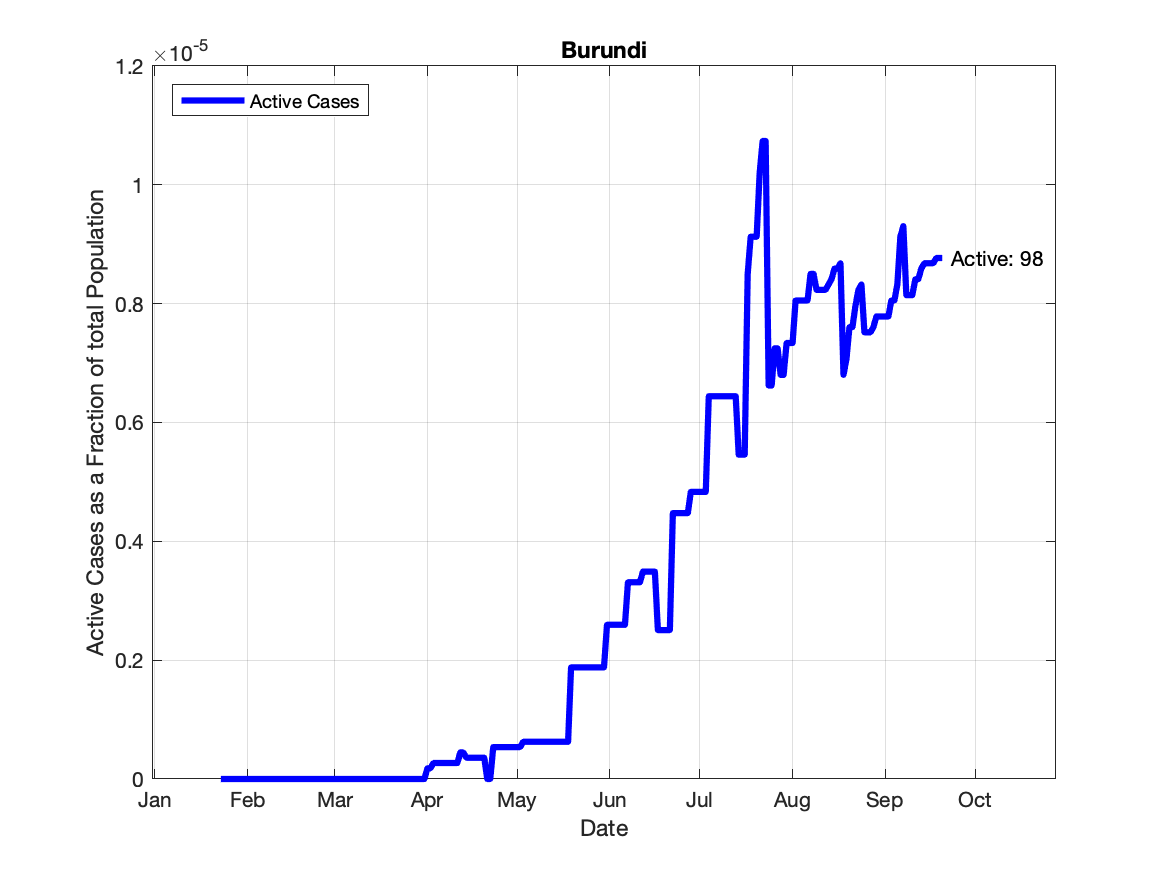 Burundi
×10-5
1.2
1
0.8
0.6
0.4
0.2
0
Active Cases as a Fraction of total Population
Active Cases
Active: 98
Jan Feb Mar Apr May Jun Jul Aug Sep Oct
Date